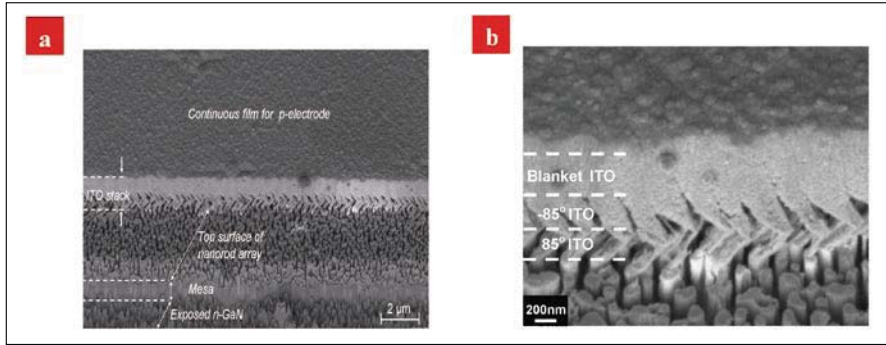 a
Continuous film for p-electrode
ITO stack
Top surface of
nanorod array
Mesa
Exposed n-GaN
2 µm
b
Blanket ITO
-85° ITO
85° ITO
200nm